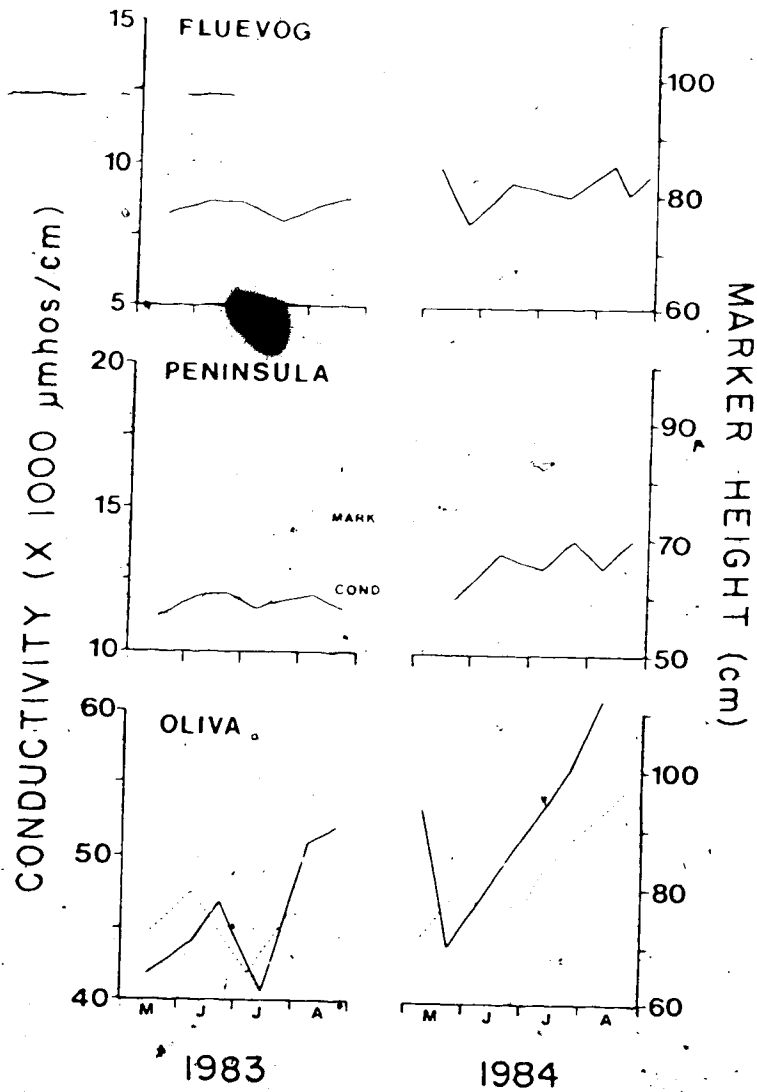 FLUEVOG
15
10
5
100
80
60
PENINSULA
20
15
10
MARK
COND
90
70
50
OLIVA
60
50
40
100
80
60
M J J A
M J J A
1983
1984
CONDUCTIVITY (X 1000 µmhos/cm)
MARKER HEIGHT (cm)